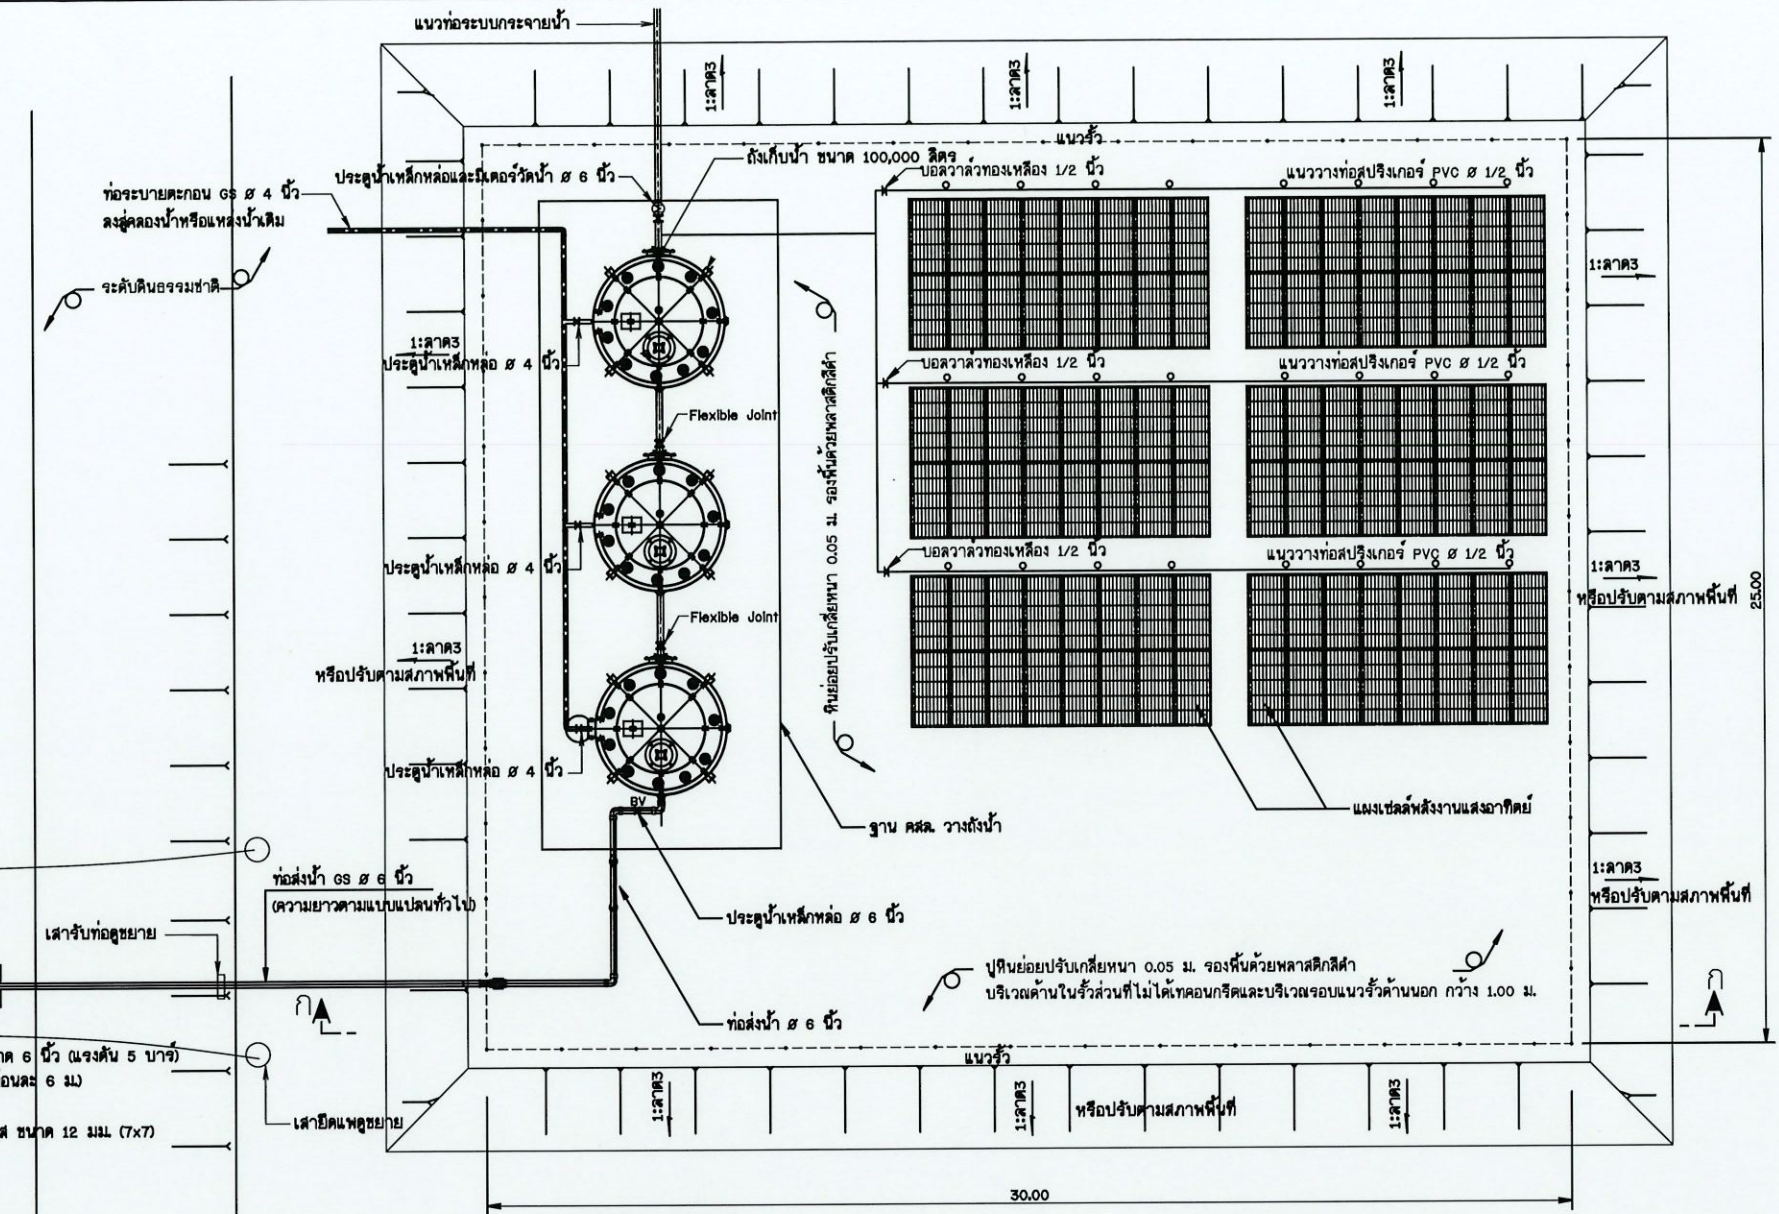 แนวท่อระบบกระจายน้ำ
1:ลาด3
1:ลาด3
1:ลาด3
แนวรั้ว
ถังเก็บน้ำ ขนาด 100,000 ลิตร
ประตูน้ำเหล็กหล่อและมิเตอร์วัดน้ำ ø 6 นิ้ว
บอลวาล์วทองเหลือง 1/2 นิ้ว
แนววางท่อสปริงเกอร์ PVC ø 1/2 นิ้ว
ท่อระบายตะกอน GS ø 4 นิ้ว
ลงสู่คลองน้ำหรือแหล่งน้ำเดิม
ระดับดินธรรมชาติ
1:ลาด3
1:ลาด3
ประตูน้ำเหล็กหล่อ ø 4 นิ้ว
บอลวาล์วทองเหลือง 1/2 นิ้ว
แนววางท่อสปริงเกอร์ PVC ø 1/2 นิ้ว
Flexible Joint
หินย่อยปรับเกลี่ยหนา 0.05 ม. รองพื้นด้วยพลาสติกสีดำ
ประตูน้ำเหล็กหล่อ ø 4 นิ้ว
บอลวาล์วทองเหลือง 1/2 นิ้ว
แนววางท่อสปริงเกอร์ PVC ø 1/2 นิ้ว
1:ลาด3
หรือปรับตามสภาพพื้นที่
25.00
Flexible Joint
1:ลาด3
หรือปรับตามสภาพพื้นที่
ประตูน้ำเหล็กหล่อ ø 4 นิ้ว
BV
ฐาน คสล. วางถังน้ำ
แผงเซลล์พลังงานแสงอาทิตย์
1:ลาด3
หรือปรับตามสภาพพื้นที่
ท่อส่งน้ำ GS ø 6 นิ้ว
(ความยาวตามแบบแปลนทั่วไป)
ประตูน้ำเหล็กหล่อ ø 6 นิ้ว
เสารับท่อดูขยาย
ปูหินย่อยปรับเกลี่ยหนา 0.05 ม. รองพื้นด้วยพลาสติกสีดำ
บริเวณด้านในรั้วส่วนที่ไม่ได้เทคอนกรีตและบริเวณรอบแนวรั้วด้านนอก กว้าง 1.00 ม.
ก
ก
ท่อส่งน้ำ ø 6 นิ้ว
6 นิ้ว (แรงดัน 5 บาร์)
6 ม.)
แนวรั้ว
ขนาด 12 มม. (7x7)
เสายึดแพดูขยาย
1:ลาด3
1:ลาด3
หรือปรับตามสภาพพื้นที่
1:ลาด3
30.00